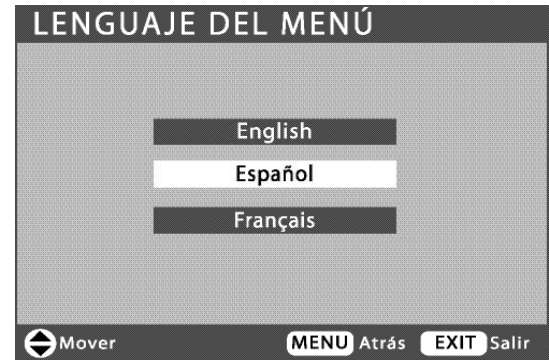 LENGUAJE DEL MENÚ
English
Español
Français
Mover MENU Atrás EXIT Salir